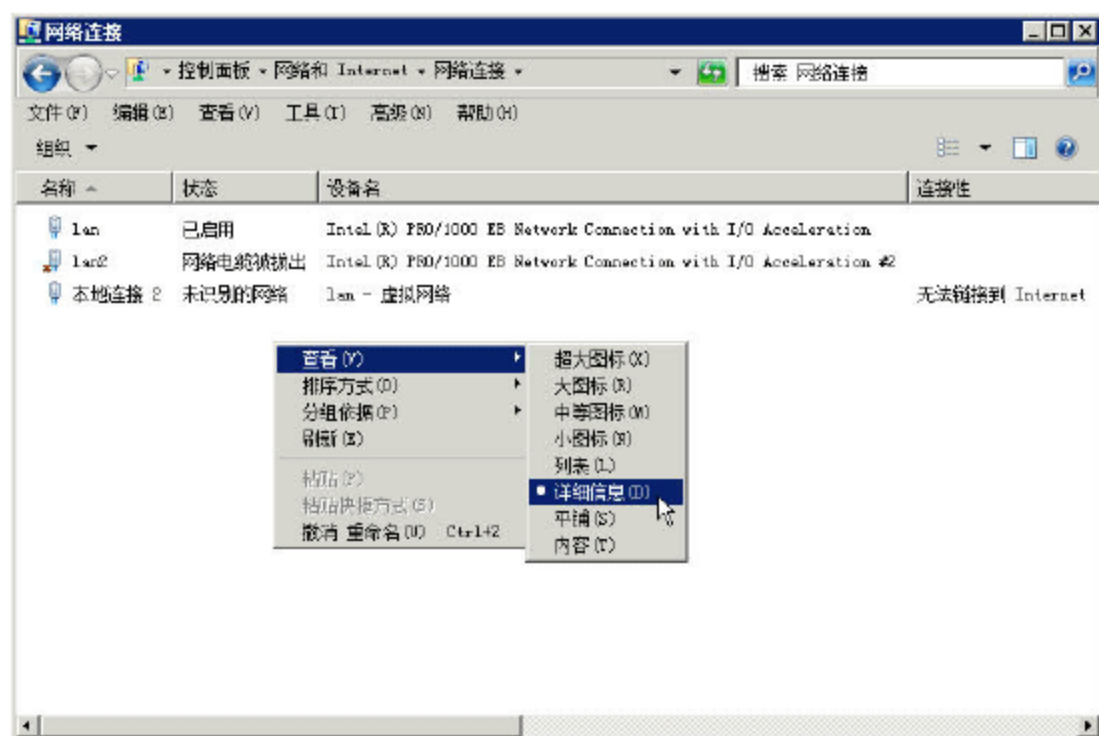 网络连接
控制面板 网络和 Internet 网络连接 搜索 网络连接
文件(F) 编辑(E) 查看(V) 工具(T) 高级(N) 帮助(H)
组织
名称 状态 设备名 连接性
lan 已启用 Intel(R) PRO/1000 EB Network Connection with I/O Acceleration
lan2 网络电缆被拔出 Intel(R) PRO/1000 EB Network Connection with I/O Acceleration #2
本地连接 2 未识别的网络 lan - 虚拟网络 无法链接到 Internet
查看(V)
排序方式(O)
分组依据(P)
刷新(E)
粘贴(P)
粘贴快捷方式(S)
撤消 重命名(U) Ctrl+Z
超大图标(X)
大图标(R)
中等图标(M)
小图标(N)
列表(L)
详细信息(D)
平铺(S)
内容(T)